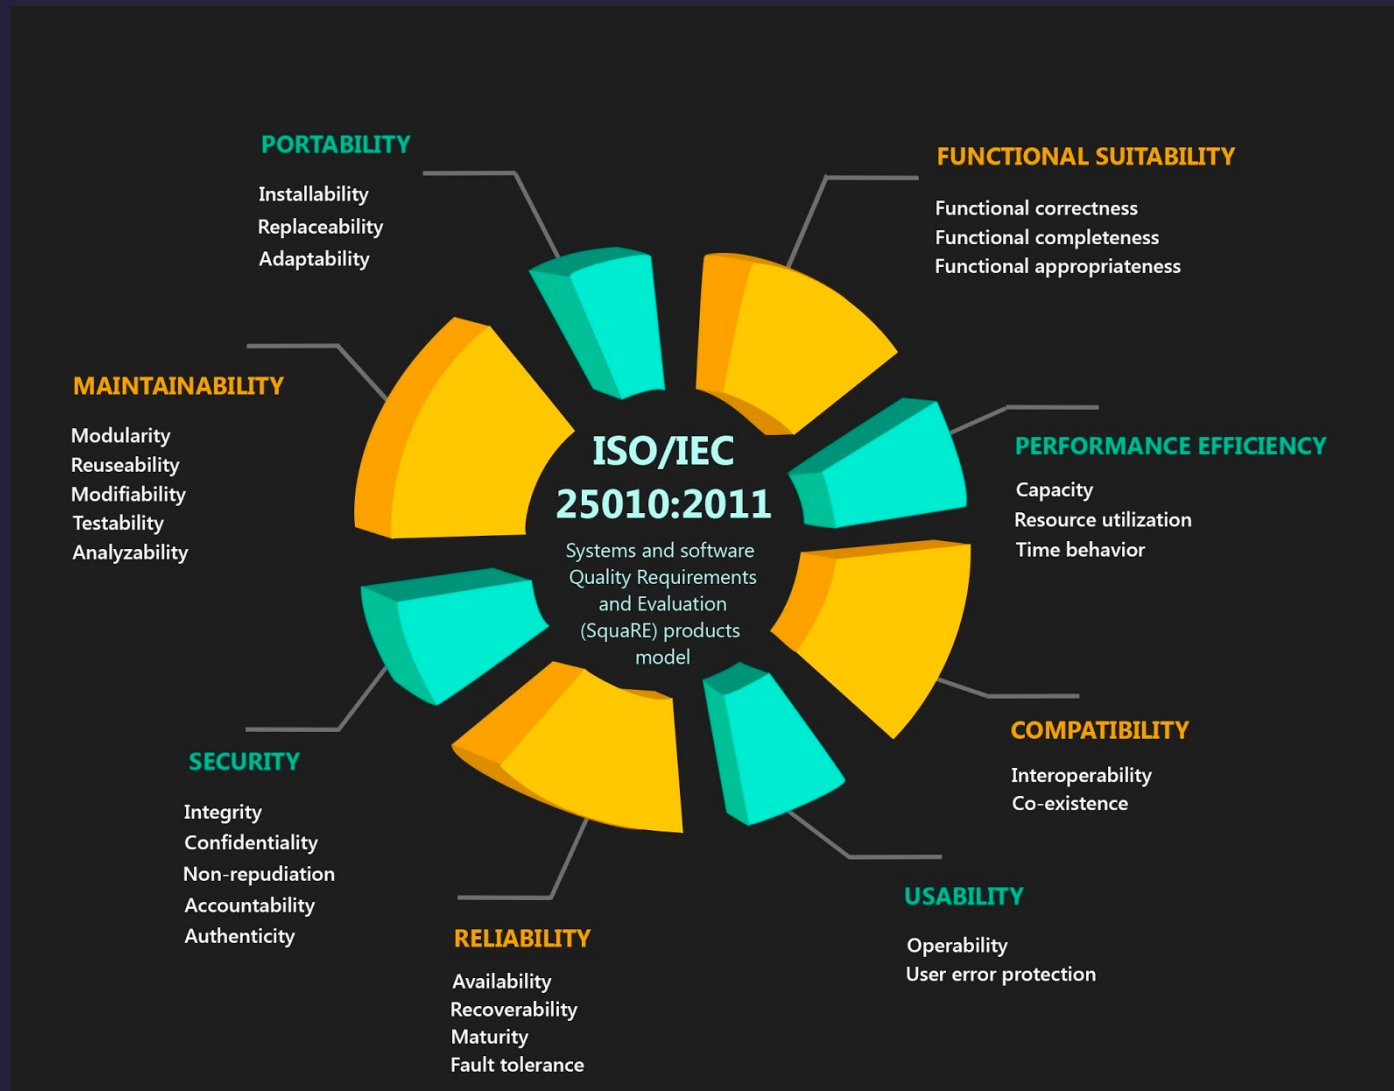 PORTABILITY
Installability
Replaceability
Adaptability
FUNCTIONAL SUITABILITY
Functional correctness
Functional completeness
Functional appropriateness
MAINTAINABILITY
Modularity
Reuseability
Modifiability
Testability
Analyzability
ISO/IEC
25010:2011
Systems and software
Quality Requirements
and Evaluation
(SquaRE) products
model
PERFORMANCE EFFICIENCY
Capacity
Resource utilization
Time behavior
SECURITY
Integrity
Confidentiality
Non-repudiation
Accountability
Authenticity
COMPATIBILITY
Interoperability
Co-existence
RELIABILITY
Availability
Recoverability
Maturity
Fault tolerance
USABILITY
Operability
User error protection